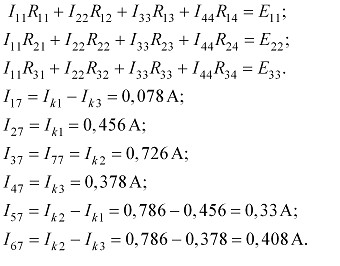 I₁₁R₁₁ + I₂₂R₁₂ + I₃₃R₁₃ + I₄₄R₁₄ = E₁₁;
I₁₁R₂₁ + I₂₂R₂₂ + I₃₃R₂₃ + I₄₄R₂₄ = E₂₂;
I₁₁R₃₁ + I₂₂R₃₂ + I₃₃R₃₃ + I₄₄R₃₄ = E₃₃.
I₁₇ = Iₖ₁ − Iₖ₃ = 0,078 A;
I₂₇ = Iₖ₁ = 0,456 A;
I₃₇ = I₇₇ = Iₖ₂ = 0,726 A;
I₄₇ = Iₖ₃ = 0,378 A;
I₅₇ = Iₖ₂ − Iₖ₁ = 0,786 − 0,456 = 0,33 A;
I₆₇ = Iₖ₂ − Iₖ₃ = 0,786 − 0,378 = 0,408 A.